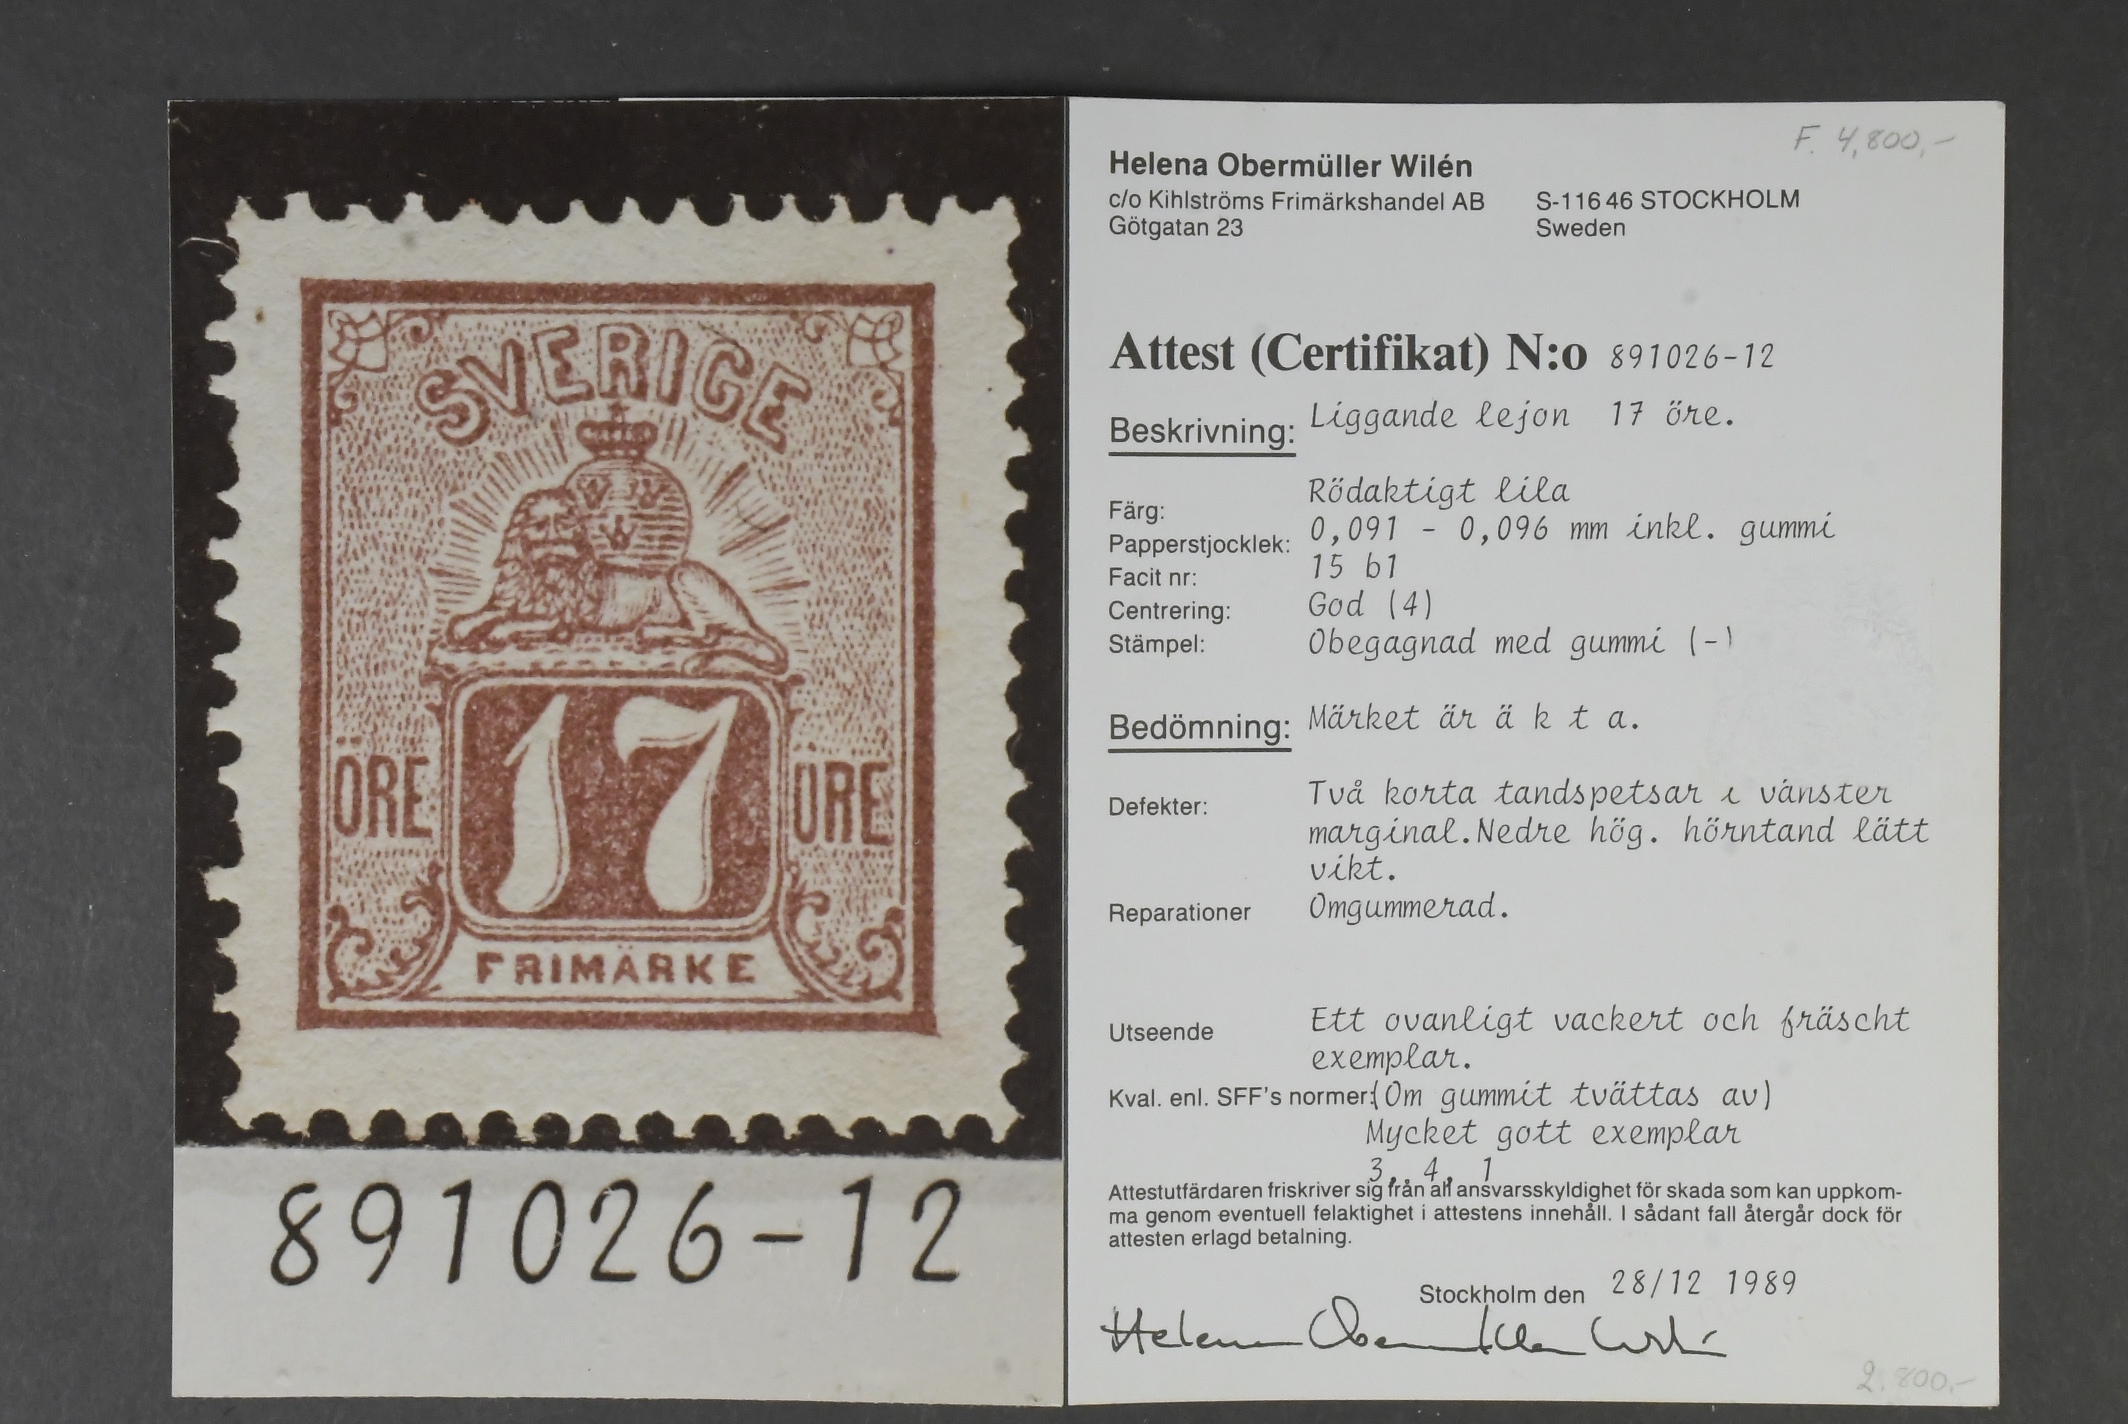 SVERIGE
ÖRE 17 ÖRE
FRIMÄRKE
891026-12
F. 4,800,-
Helena Obermüller Wilén
c/o Kihlströms Frimärkshandel AB S-116 46 STOCKHOLM
Götgatan 23 Sweden
Attest (Certifikat) N:o 891026-12
Beskrivning: Liggande lejon 17 öre.
Färg: Rödaktigt lila
Papperstjocklek: 0,091 - 0,096 mm inkl. gummi
Facit nr: 15 b1
Centrering: God (4)
Stämpel: Obegagnad med gummi (-)
Bedömning: Märket är ä k t a.
Defekter: Två korta tandspetsar i vänster
marginal. Nedre hög. hörntand lätt
vikt.
Reparationer Omgummerad.
Utseende Ett ovanligt vackert och fräscht
exemplar.
Kval. enl. SFF's normer: (Om gummit tvättas av)
Mycket gott exemplar
3, 4, 1
Attestutfärdaren friskriver sig från all ansvarsskyldighet för skada som kan uppkom-
ma genom eventuell felaktighet i attestens innehåll. I sådant fall återgår dock för
attesten erlagd betalning.
Stockholm den 28/12 1989
Helena Obermüller Wilén
2.800,-